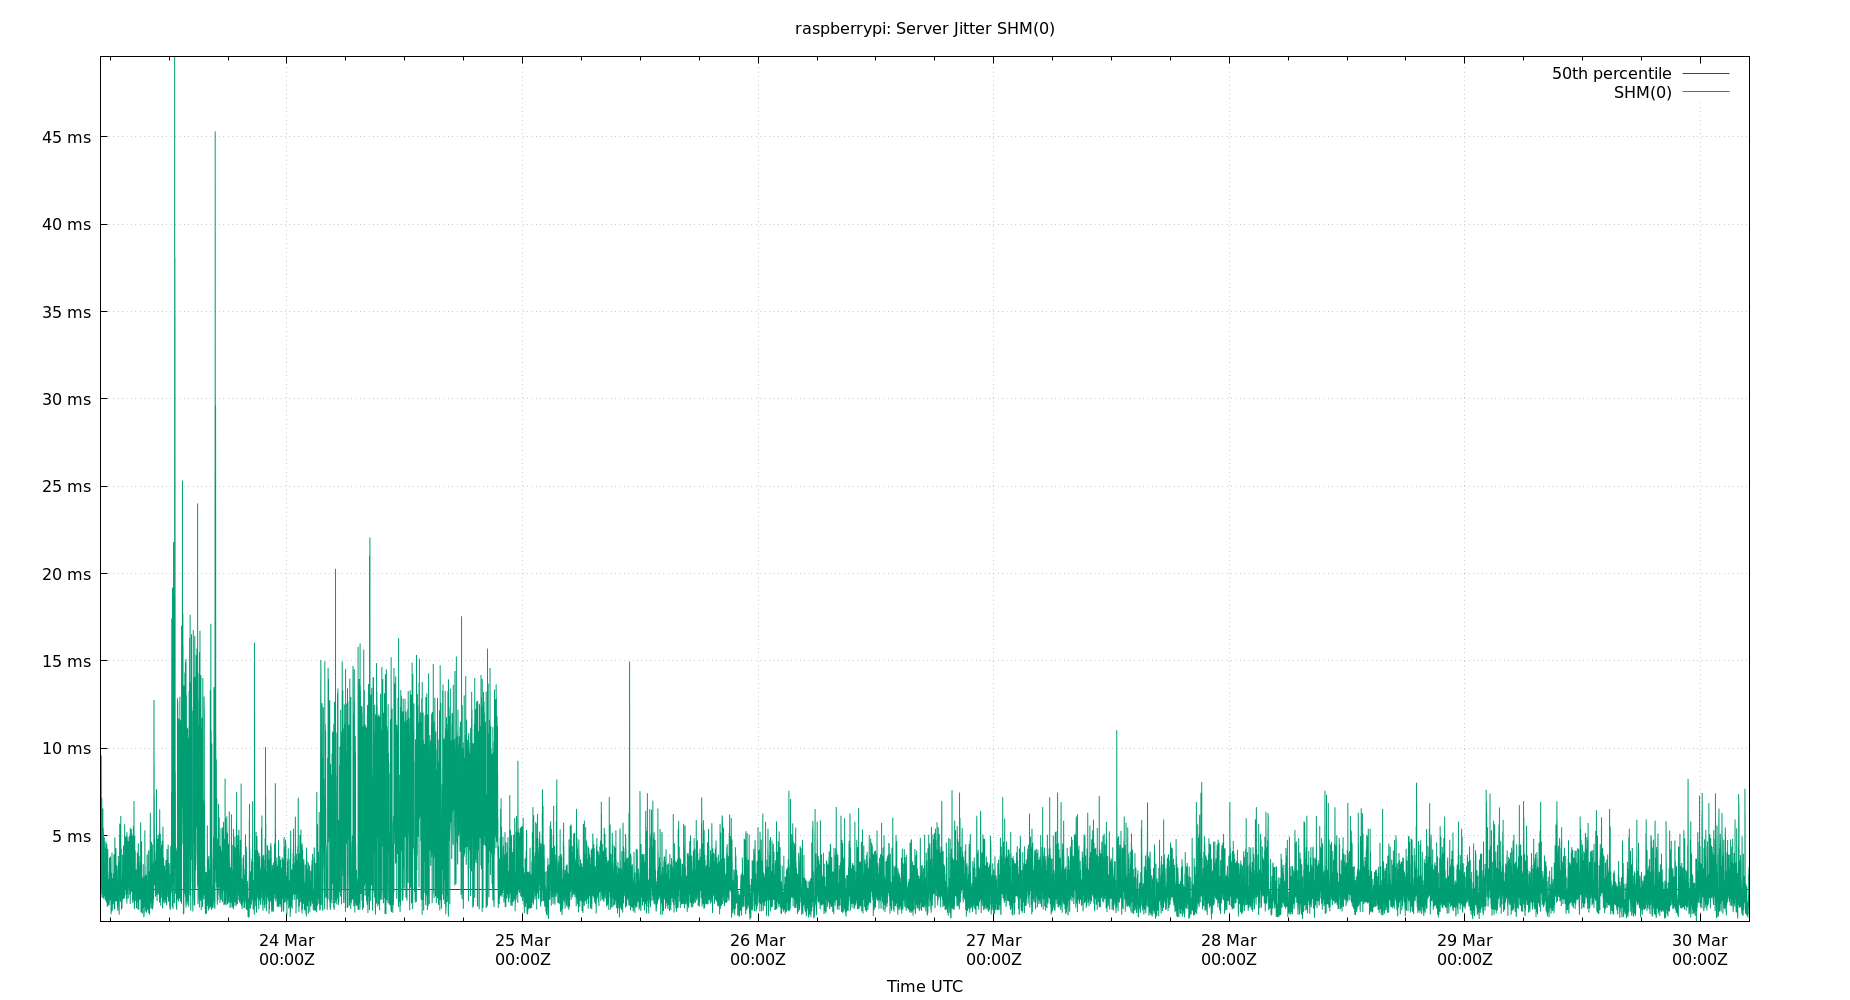 raspberrypi: Server Jitter SHM(0)
50th percentile
SHM(0)
45 ms
40 ms
35 ms
30 ms
25 ms
20 ms
15 ms
10 ms
5 ms
24 Mar 25 Mar 26 Mar 27 Mar 28 Mar 29 Mar 30 Mar
00:00Z 00:00Z 00:00Z 00:00Z 00:00Z 00:00Z 00:00Z
Time UTC